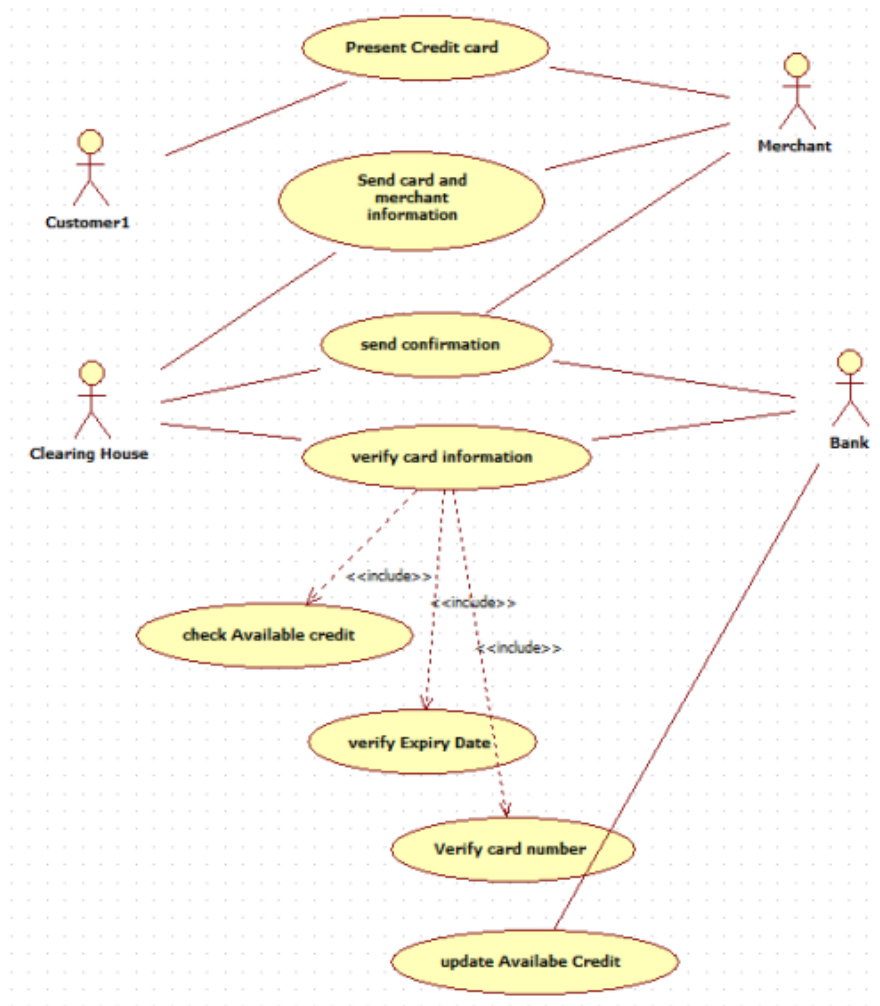 Present Credit card
Merchant
Send card and
merchant
information
Customer1
send confirmation
Clearing House
Bank
verify card information
<<include>>
<<include>>
<<include>>
check Available credit
verify Expiry Date
Verify card number
update Availabe Credit